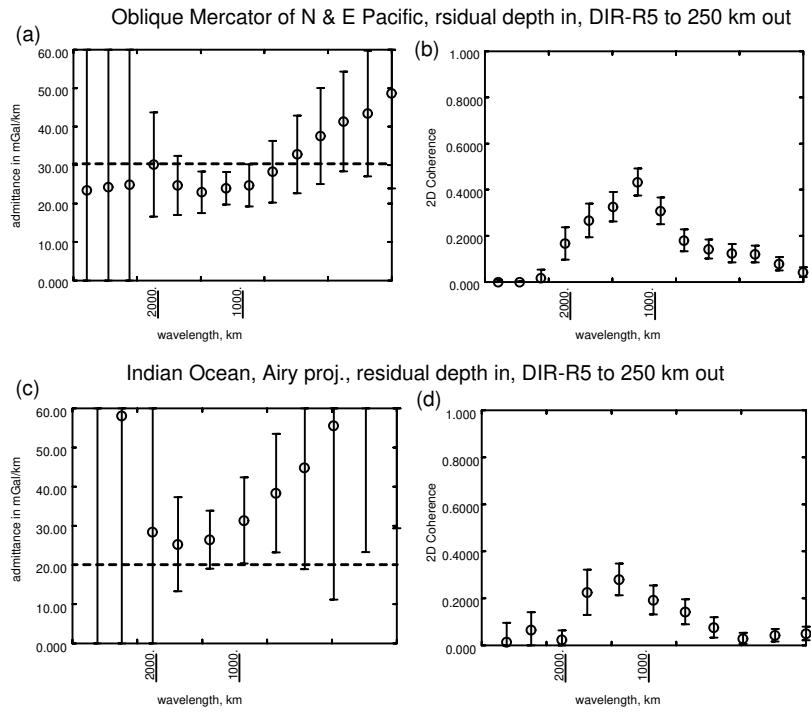 Oblique Mercator of N & E Pacific, rsidual depth in, DIR-R5 to 250 km out
(a)
60.00
50.00
40.00
30.00
20.00
10.00
0.000
admittance in mGal/km
2000.
1000.
wavelength, km
(b)
1.000
0.8000
0.6000
0.4000
0.2000
0.000
2D Coherence
2000.
1000.
wavelength, km
Indian Ocean, Airy proj., residual depth in, DIR-R5 to 250 km out
(c)
60.00
50.00
40.00
30.00
20.00
10.00
0.000
admittance in mGal/km
2000.
1000.
wavelength, km
(d)
1.000
0.8000
0.6000
0.4000
0.2000
0.000
2D Coherence
2000.
1000.
wavelength, km